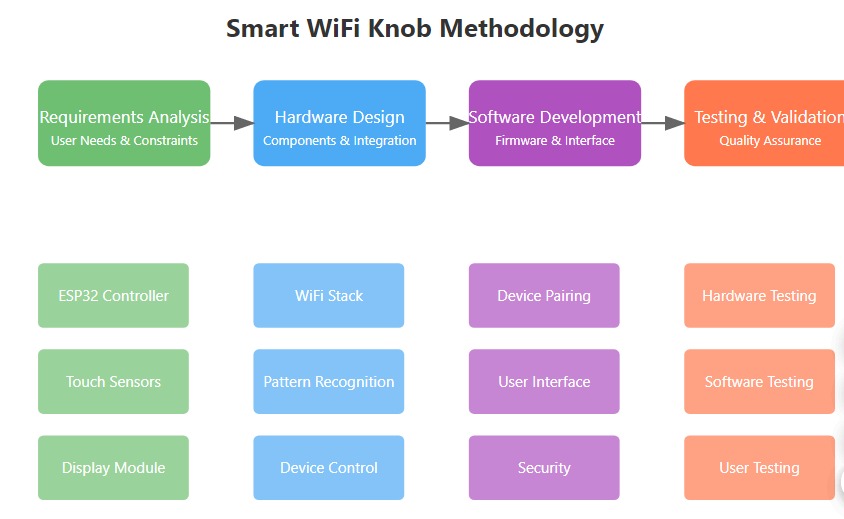 Smart WiFi Knob Methodology
Requirements Analysis
User Needs & Constraints
Hardware Design
Components & Integration
Software Development
Firmware & Interface
Testing & Validation
Quality Assurance
ESP32 Controller
WiFi Stack
Device Pairing
Hardware Testing
Touch Sensors
Pattern Recognition
User Interface
Software Testing
Display Module
Device Control
Security
User Testing